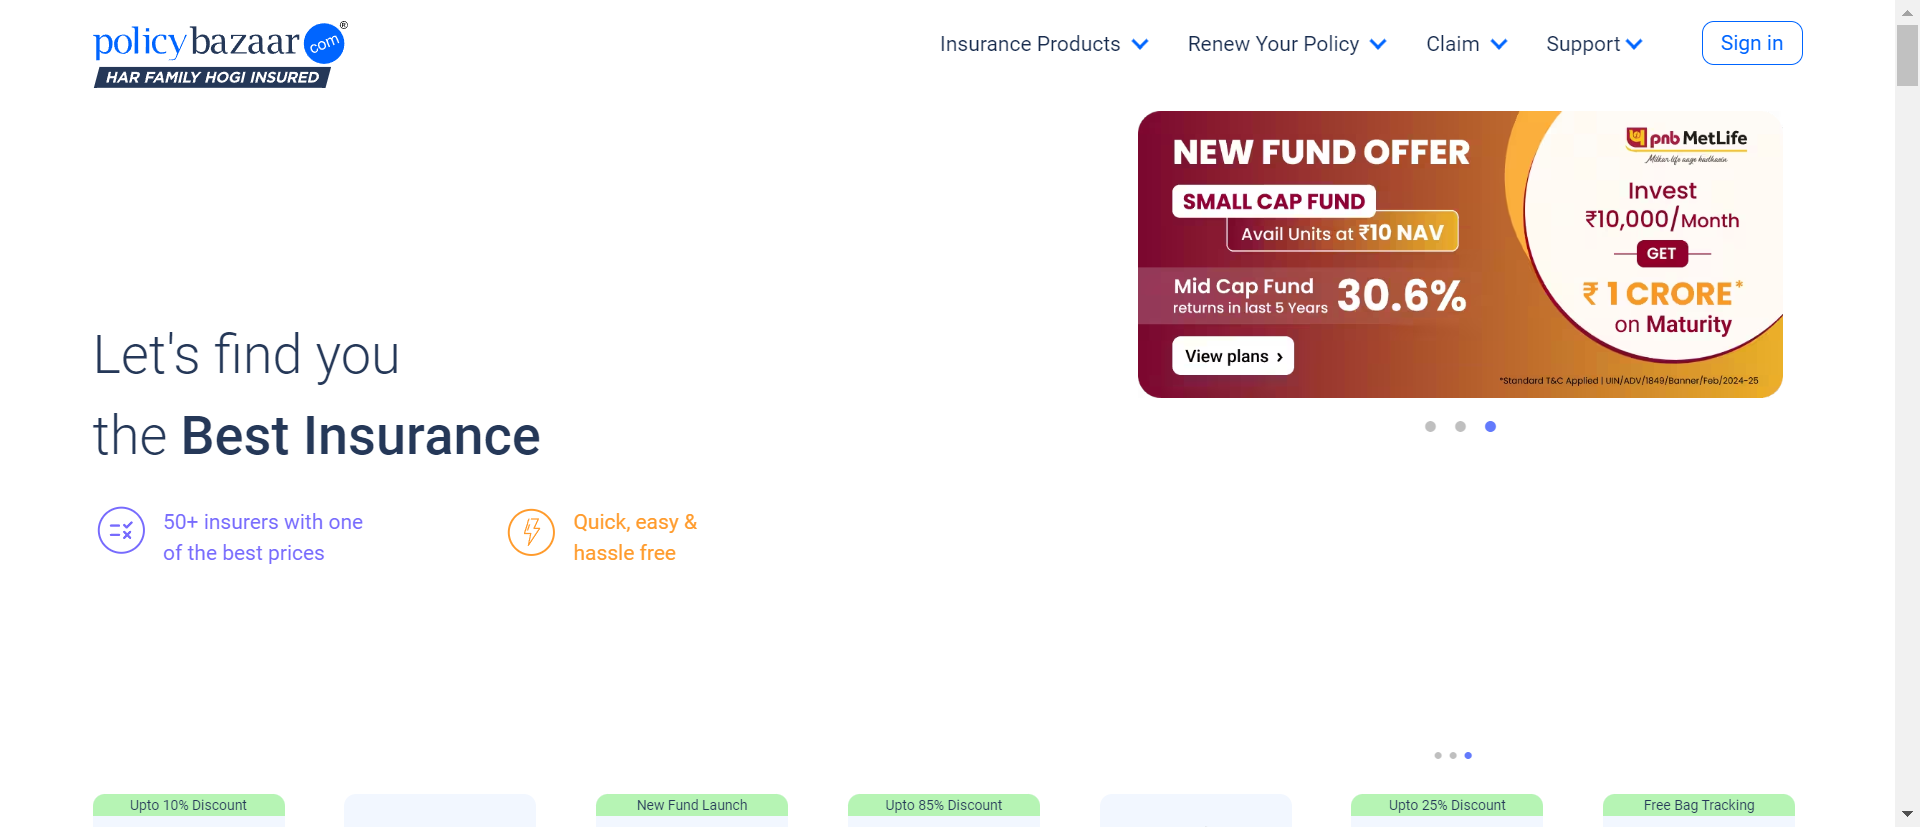 policybazaar com ®
HAR FAMILY HOGI INSURED
Insurance Products
Renew Your Policy
Claim
Support
Sign in
NEW FUND OFFER
SMALL CAP FUND
Avail Units at ₹10 NAV
Mid Cap Fund
returns in last 5 Years
30.6%
View plans ›
pnb MetLife
Milkar life aage badhaein
Invest
₹10,000/Month
GET
₹ 1 CRORE*
on Maturity
*Standard T&C Applied | UIN/ADV/1849/Banner/Feb/2024-25
Let's find you
the Best Insurance
50+ insurers with one
of the best prices
Quick, easy &
hassle free
Upto 10% Discount
New Fund Launch
Upto 85% Discount
Upto 25% Discount
Free Bag Tracking